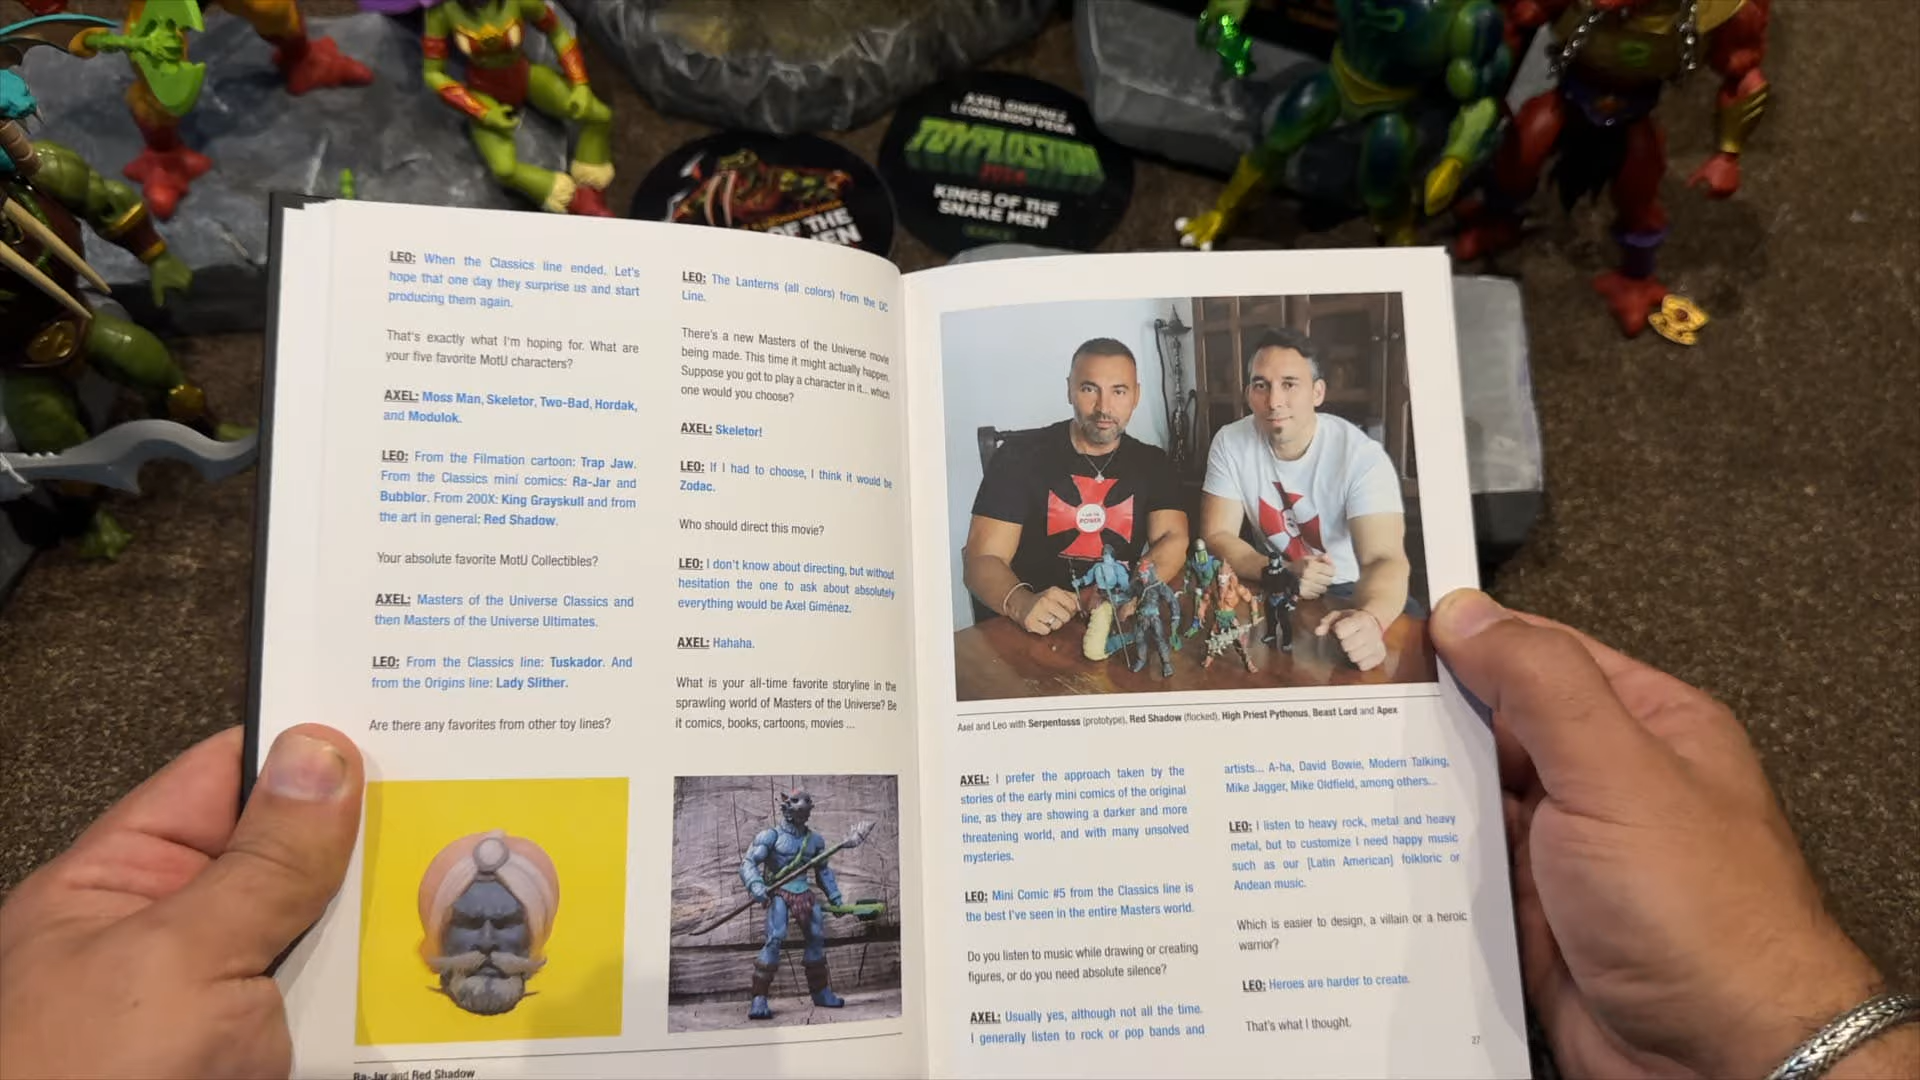 AXEL GIMÉNEZ
LEONARDO VEGA
TOYPLOSION
KINGS OF THE
SNAKE MEN
OF THE
LEO: When the Classics line ended. Let's
hope that one day they surprise us and start
producing them again.
That's exactly what I'm hoping for. What are
your five favorite MotU characters?
AXEL: Moss Man, Skeletor, Two-Bad, Hordak,
and Modulok.
LEO: From the Filmation cartoon: Trap Jaw.
From the Classics mini comics: Ra-Jar and
Bubblor. From 200X: King Grayskull and from
the art in general: Red Shadow.
Your absolute favorite MotU Collectibles?
AXEL: Masters of the Universe Classics and
then Masters of the Universe Ultimates.
LEO: From the Classics line: Tuskador. And
from the Origins line: Lady Slither.
Are there any favorites from other toy lines?
LEO: The Lanterns (all colors) from the DC
Line.
There's a new Masters of the Universe movie
being made. This time it might actually happen.
Suppose you got to play a character in it... which
one would you choose?
AXEL: Skeletor!
LEO: If I had to choose, I think it would be
Zodac.
Who should direct this movie?
LEO: I don't know about directing, but without
hesitation the one to ask about absolutely
everything would be Axel Giménez.
AXEL: Hahaha.
What is your all-time favorite storyline in the
sprawling world of Masters of the Universe? Be
it comics, books, cartoons, movies ...
Ra-Jar and Red Shadow
POWER
Axel and Leo with Serpentosss (prototype), Red Shadow (flocked), High Priest Pythonus, Beast Lord and Apex
AXEL: I prefer the approach taken by the
stories of the early mini comics of the original
line, as they are showing a darker and more
threatening world, and with many unsolved
mysteries.
LEO: Mini Comic #5 from the Classics line is
the best I've seen in the entire Masters world.
Do you listen to music while drawing or creating
figures, or do you need absolute silence?
AXEL: Usually yes, although not all the time.
I generally listen to rock or pop bands and
artists... A-ha, David Bowie, Modern Talking,
Mike Jagger, Mike Oldfield, among others...
LEO: I listen to heavy rock, metal and heavy
metal, but to customize I need happy music
such as our [Latin American] folkloric or
Andean music.
Which is easier to design, a villain or a heroic
warrior?
LEO: Heroes are harder to create.
That's what I thought.
27